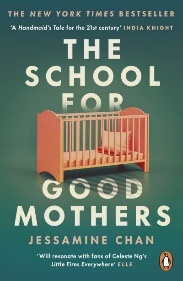 THE NEW YORK TIMES BESTSELLER
'A Handmaid's Tale for the 21st century' INDIA KNIGHT
THE
SCHOOL
FOR
GOOD
MOTHERS
JESSAMINE CHAN
'Will resonate with fans of Celeste Ng's
Little Fires Everywhere' ELLE